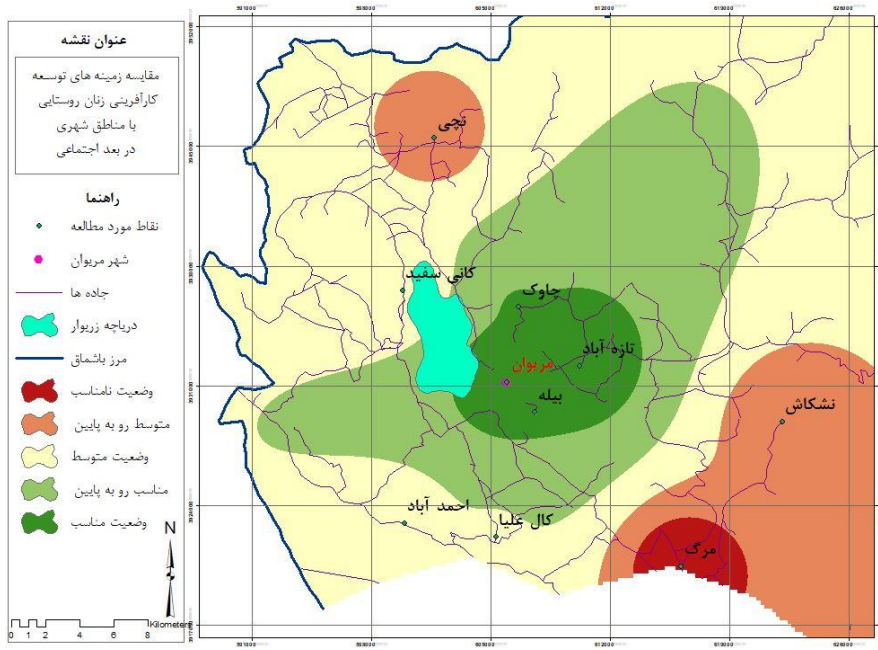 عنوان نقشه
مقایسه زمینه های توسعه
کارآفرینی زنان روستایی
با مناطق شهری
در بعد اجتماعی
راهنما
نقاط مورد مطالعه
شهر مریوان
جاده ها
دریاچه زریوار
مرز باشماق
وضعیت نامناسب
متوسط رو به پایین
وضعیت متوسط
مناسب رو به پایین
وضعیت مناسب
N
Kilometers
0 1 2 4 6 8
نچی
کانی سفید
چاوک
تازه آباد
مریوان
بیله
نشکاش
احمد آباد
کال علیا
مرگ